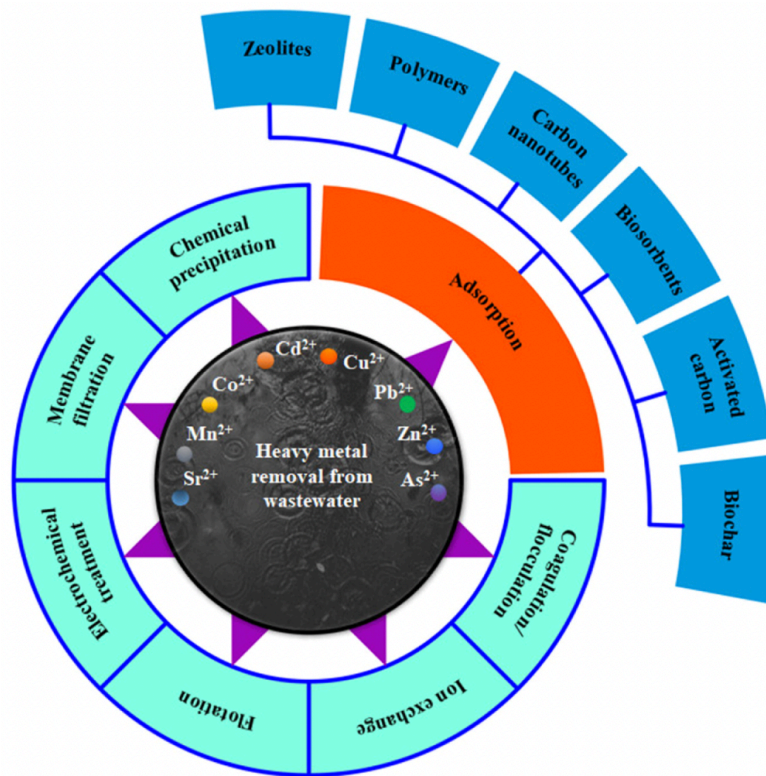 Zeolites
Polymers
Carbon
nanotubes
Biosorbents
Activated
carbon
Biochar
Chemical
precipitation
Adsorption
Membrane
filtration
Cd²⁺
Cu²⁺
Co²⁺
Pb²⁺
Mn²⁺
Zn²⁺
Sr²⁺
As²⁺
Heavy metal
removal from
wastewater
Electrochemical
treatment
Coagulation/
flocculation
Flotation
Ion exchange